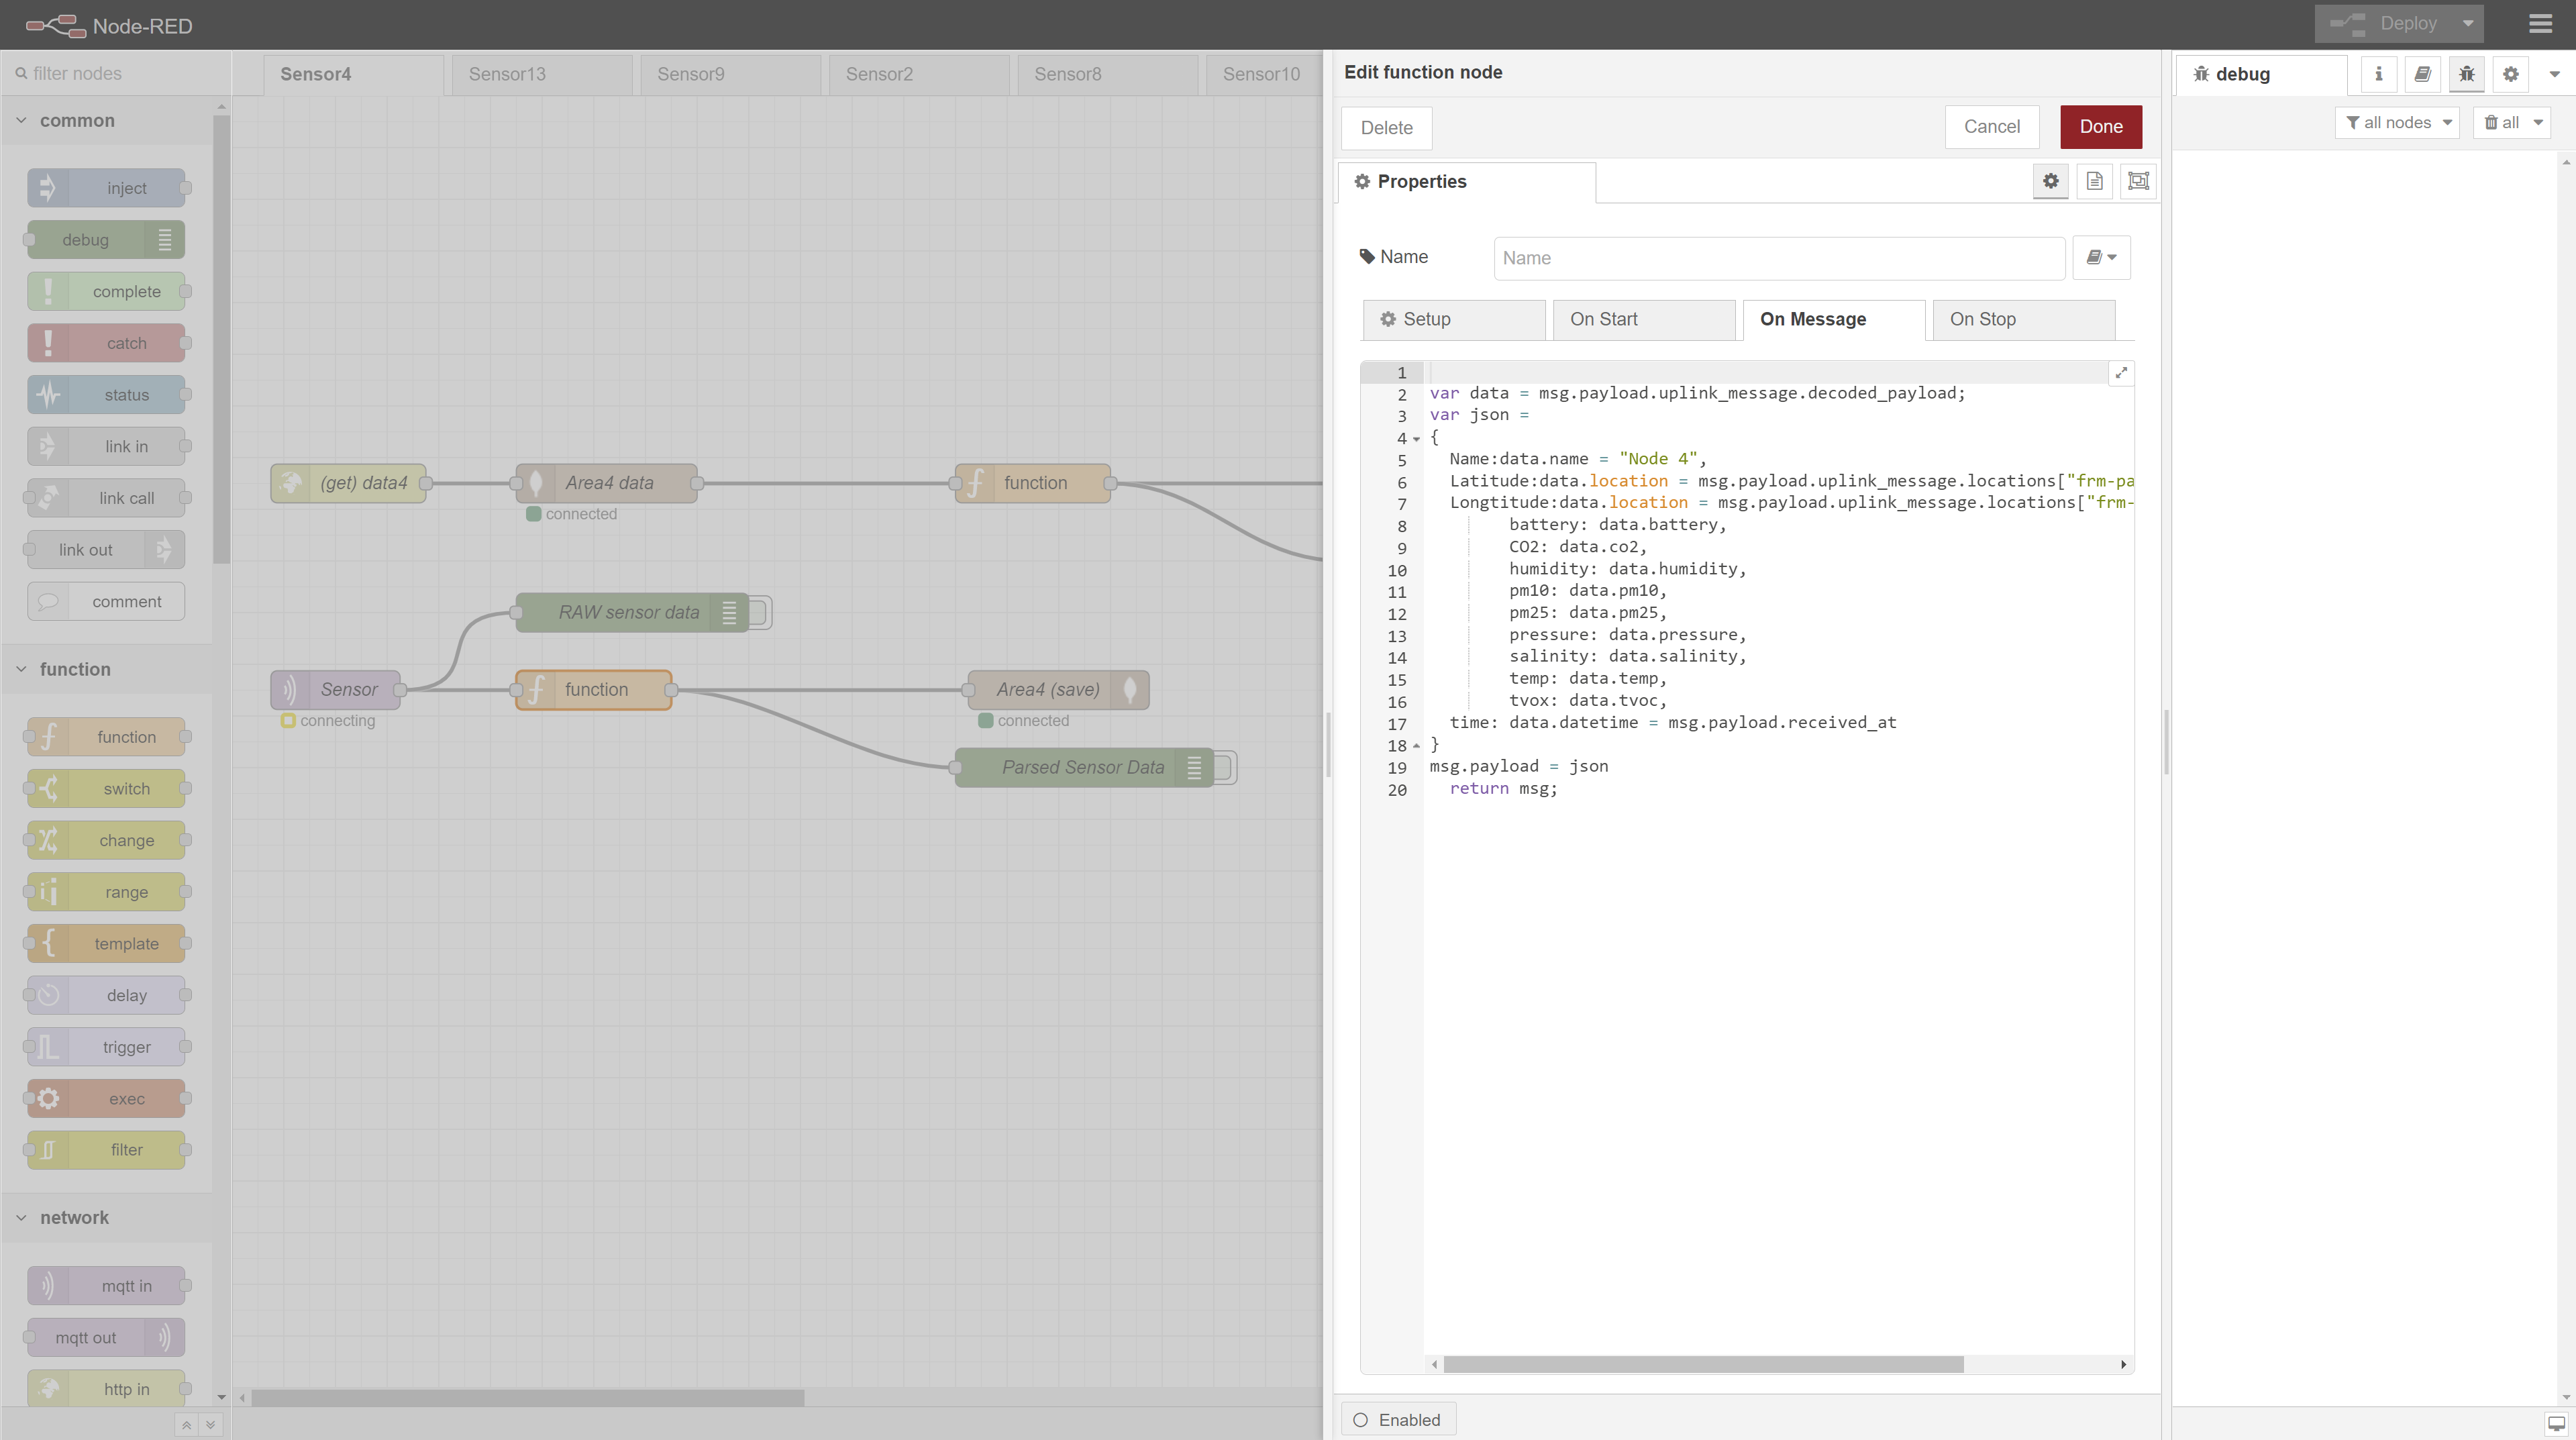 Node-RED
Deploy
filter nodes
Sensor4
Sensor13
Sensor9
Sensor2
Sensor8
Sensor10
common
inject
debug
complete
catch
status
link in
link call
link out
comment
function
function
switch
change
range
template
delay
trigger
exec
filter
network
mqtt in
mqtt out
http in
(get) data4
Area4 data
connected
function
RAW sensor data
Sensor
connecting
function
Area4 (save)
connected
Parsed Sensor Data
Edit function node
Delete
Cancel
Done
Properties
Name
Name
Setup
On Start
On Message
On Stop
1
2 var data = msg.payload.uplink_message.decoded_payload;
3 var json =
4 {
5 Name:data.name = "Node 4",
6 Latitude:data.location = msg.payload.uplink_message.locations["frm-pa
7 Longtitude:data.location = msg.payload.uplink_message.locations["frm-
8 battery: data.battery,
9 CO2: data.co2,
10 humidity: data.humidity,
11 pm10: data.pm10,
12 pm25: data.pm25,
13 pressure: data.pressure,
14 salinity: data.salinity,
15 temp: data.temp,
16 tvox: data.tvoc,
17 time: data.datetime = msg.payload.received_at
18 }
19 msg.payload = json
20 return msg;
Enabled
debug
all nodes
all